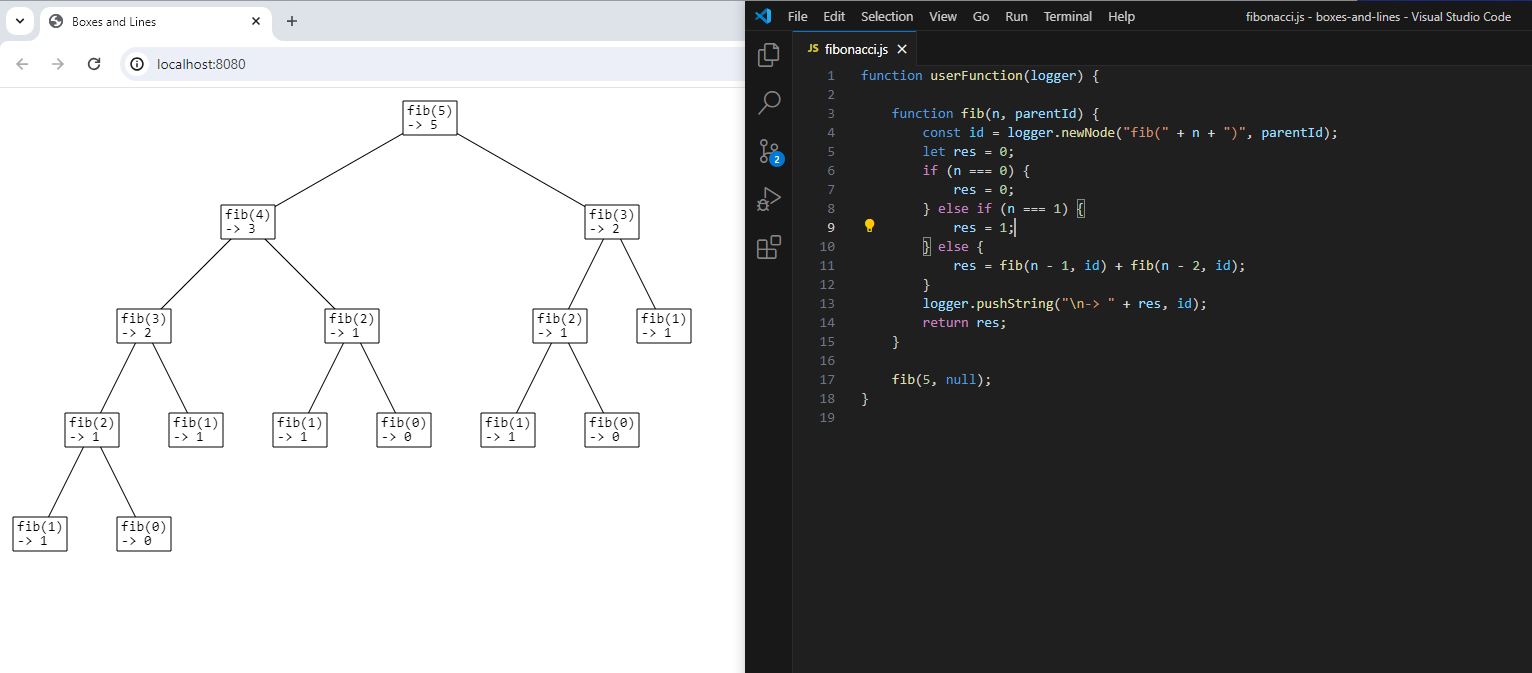 Boxes and Lines
localhost:8080
fib(5)
-> 5
fib(4)
-> 3
fib(3)
-> 2
fib(3)
-> 2
fib(2)
-> 1
fib(2)
-> 1
fib(1)
-> 1
fib(2)
-> 1
fib(1)
-> 1
fib(1)
-> 1
fib(0)
-> 0
fib(1)
-> 1
fib(0)
-> 0
fib(1)
-> 1
fib(0)
-> 0
File Edit Selection View Go Run Terminal Help fibonacci.js - boxes-and-lines - Visual Studio Code
JS fibonacci.js
2
1 function userFunction(logger) {
2
3     function fib(n, parentId) {
4         const id = logger.newNode("fib(" + n + ")", parentId);
5         let res = 0;
6         if (n === 0) {
7             res = 0;
8         } else if (n === 1) {
9             res = 1;
10         } else {
11             res = fib(n - 1, id) + fib(n - 2, id);
12         }
13         logger.pushString("\n-> " + res, id);
14         return res;
15     }
16
17     fib(5, null);
18 }
19